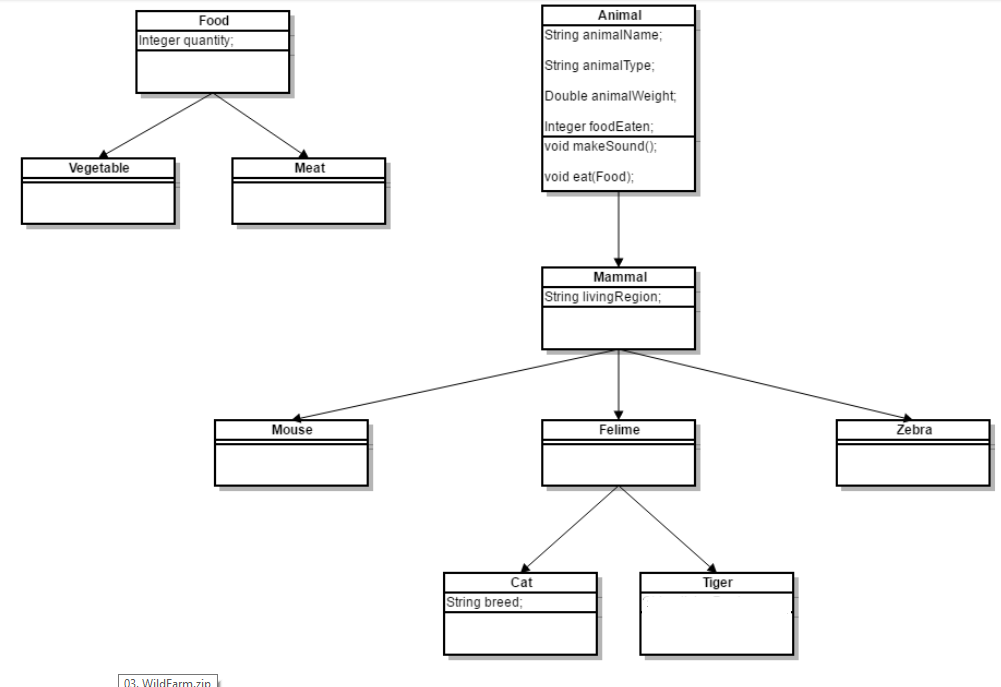 Food
Integer quantity;
Vegetable
Meat
Animal
String animalName;
String animalType;
Double animalWeight;
Integer foodEaten;
void makeSound();
void eat(Food);
Mammal
String livingRegion;
Mouse
Felime
Zebra
Cat
String breed;
Tiger
03. WildFarm.zip